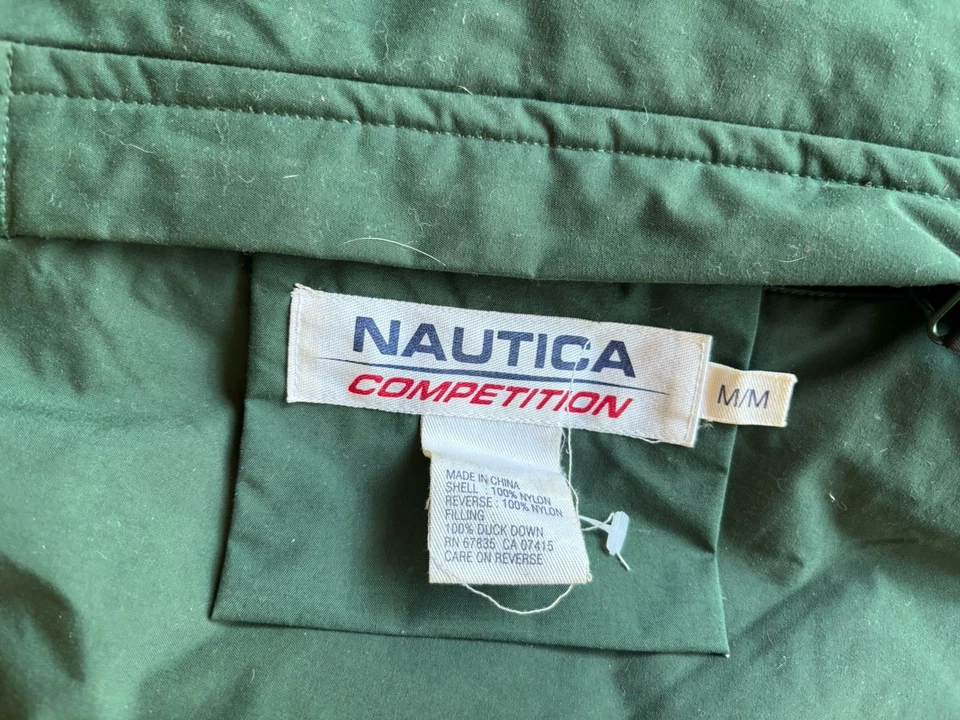 NAUTICA
COMPETITION
M/M
MADE IN CHINA
SHELL : 100% NYLON
REVERSE : 100% NYLON
FILLING
100% DUCK DOWN
RN 67835 CA 07415
CARE ON REVERSE